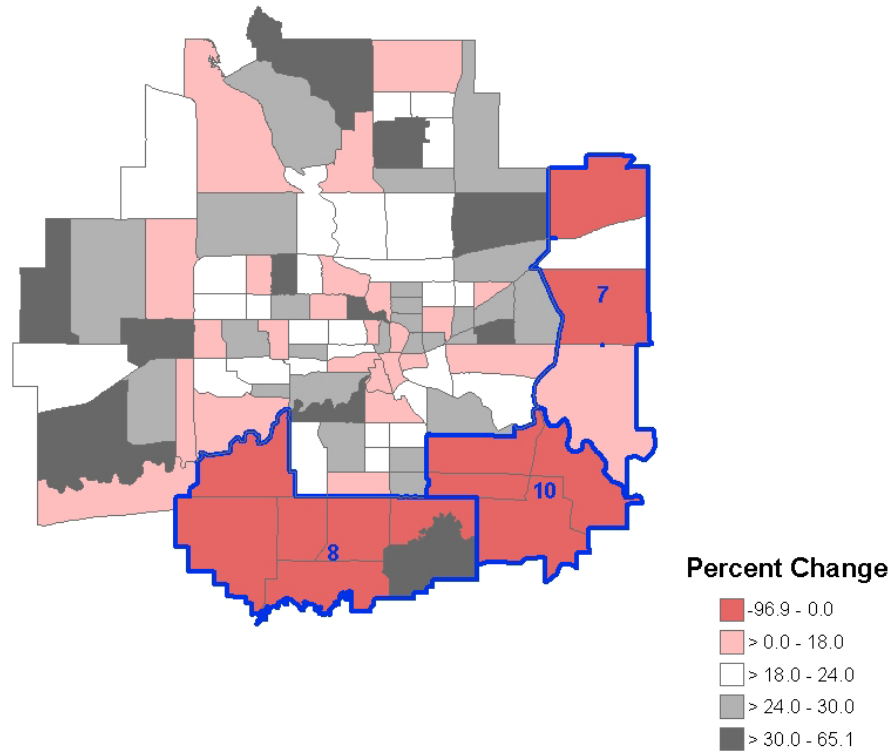 7
10
8
Percent Change
-96.9 - 0.0
> 0.0 - 18.0
> 18.0 - 24.0
> 24.0 - 30.0
> 30.0 - 65.1